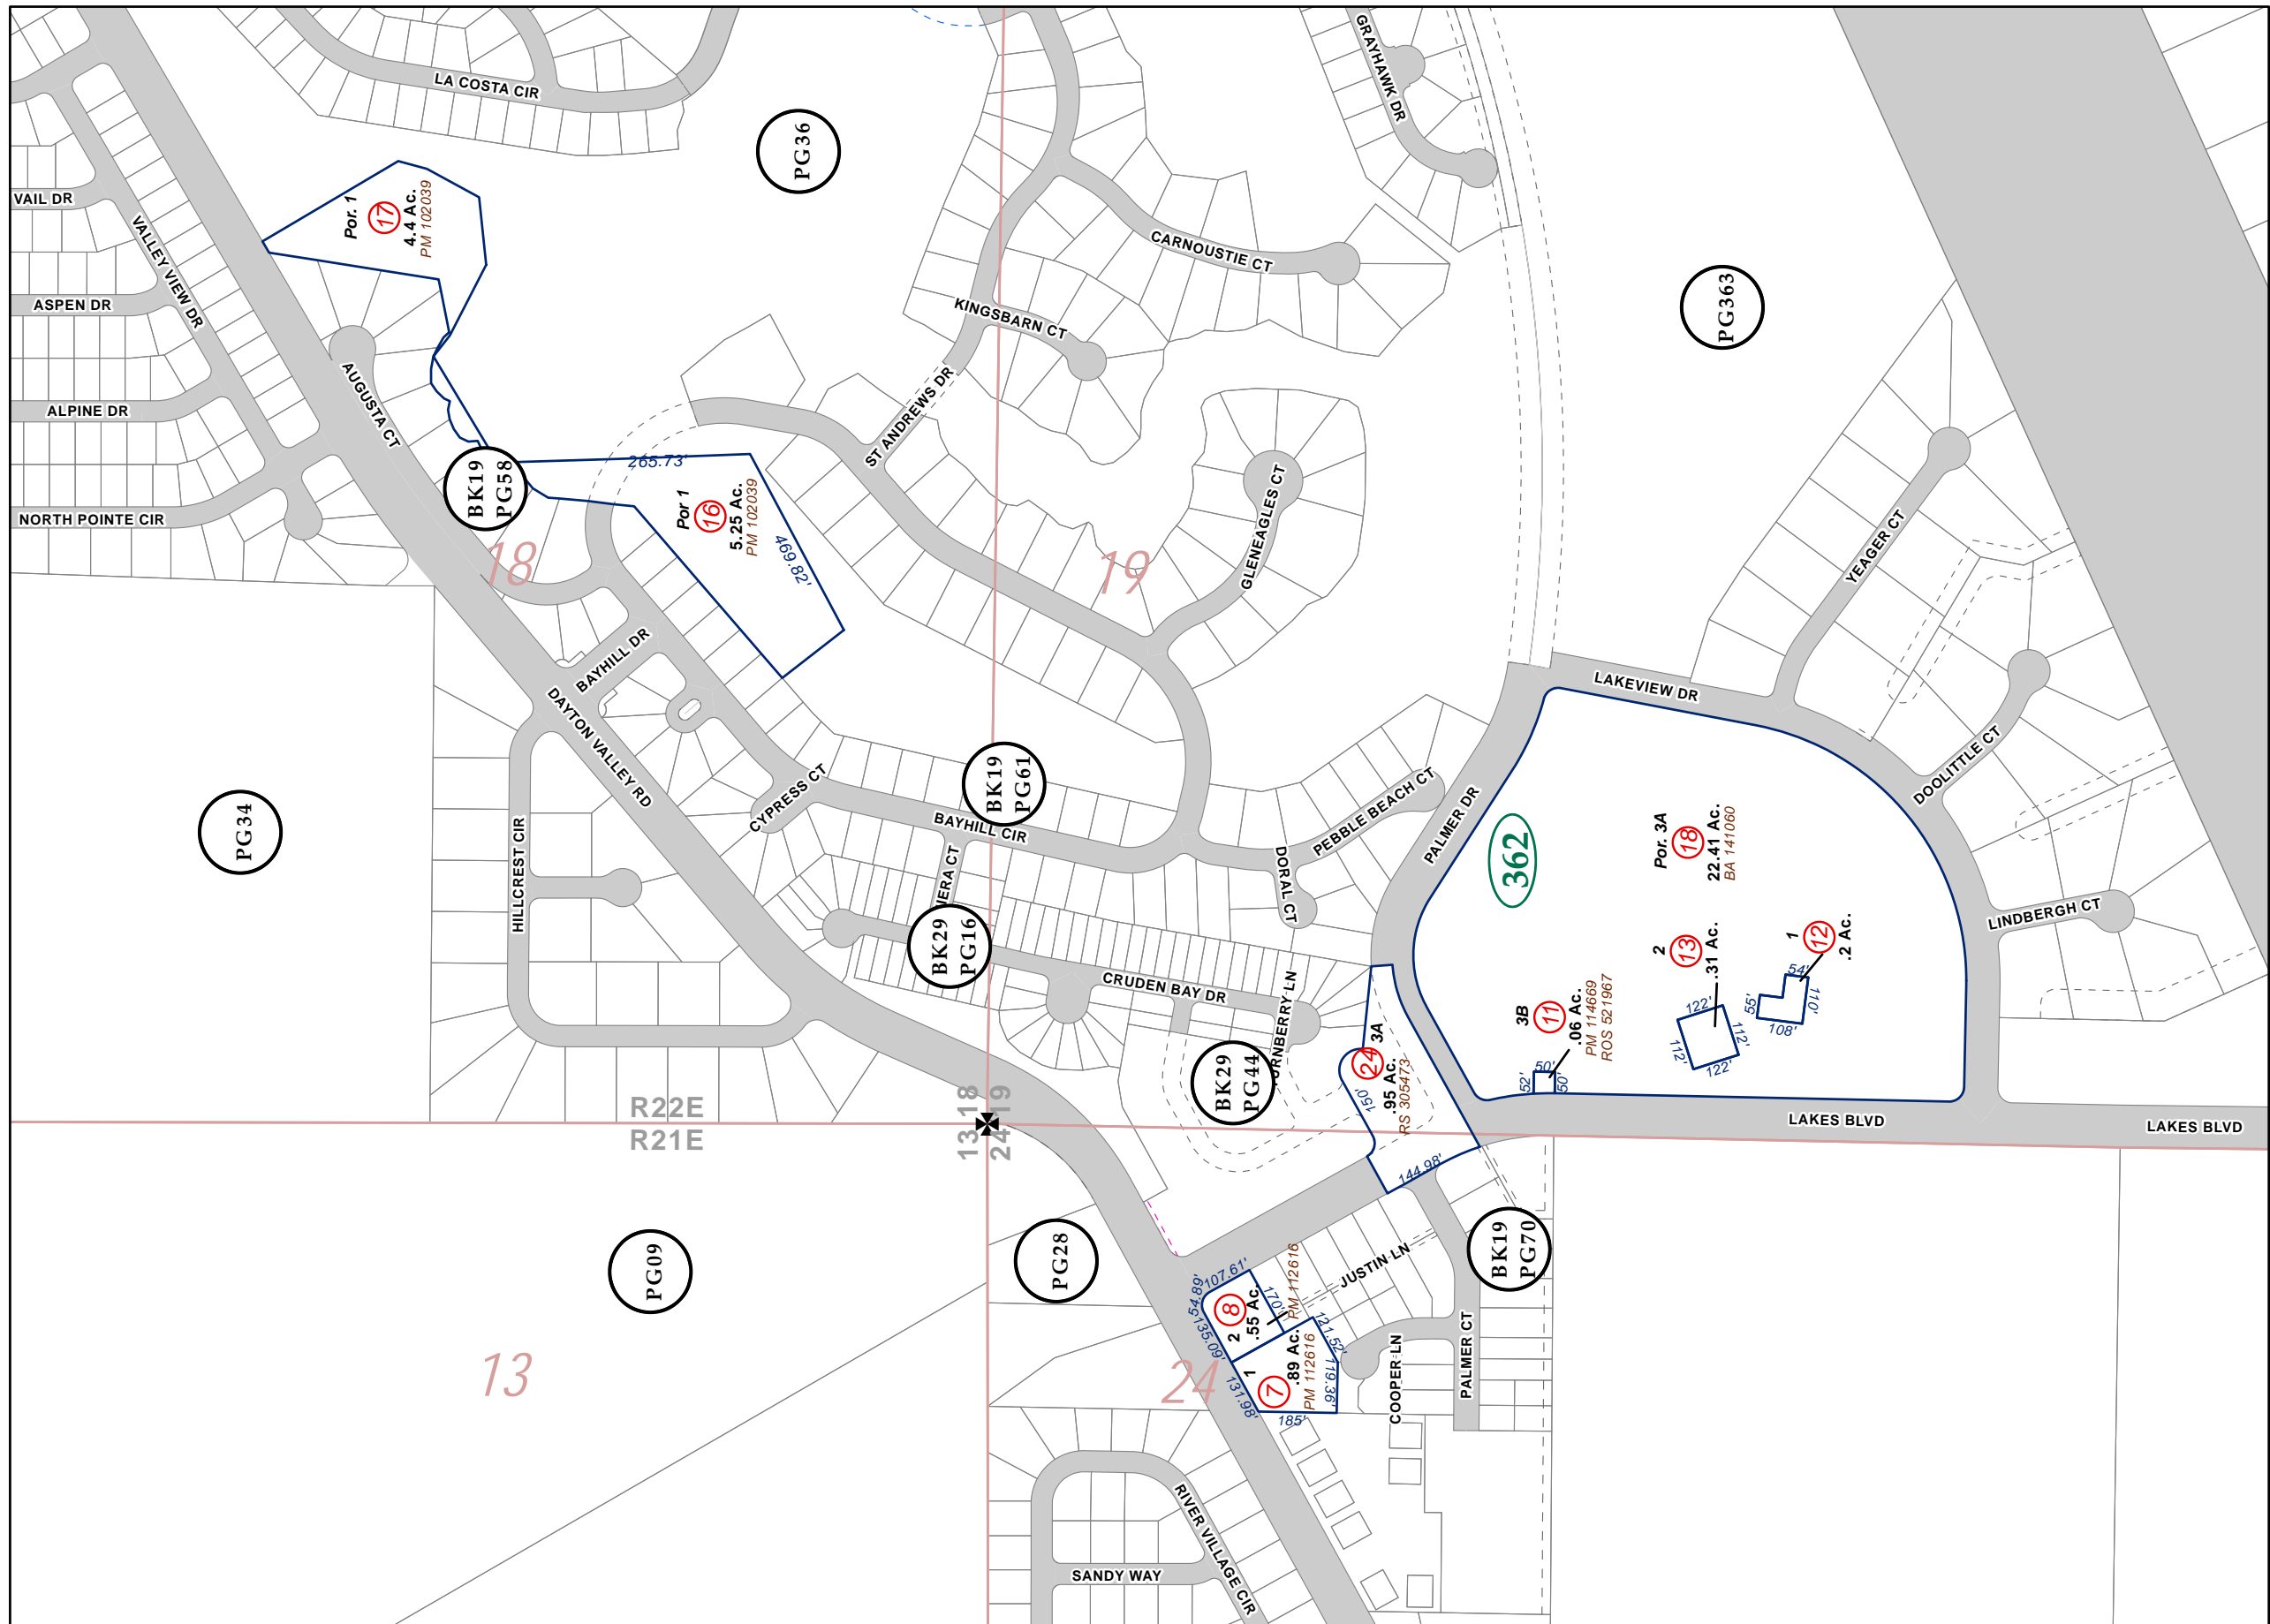 LA COSTA CIR
GRAYHAWK DR
PG36
VAIL DR
VALLEY VIEW DR
Por. 1
17
4.4 Ac.
PM 102039
CARNOUSTIE CT
ASPEN DR
KINGSBARN CT
PG363
ALPINE DR
AUGUSTA CT
ST ANDREWS DR
BK19
PG58
265.73'
NORTH POINTE CIR
Por 1
16
5.25 Ac.
PM 102039
469.82'
18
19
GLENEAGLES CT
YEAGER CT
BAYHILL DR
LAKEVIEW DR
DAYTON VALLEY RD
CYPRESS CT
BK19
PG61
BAYHILL CIR
PEBBLE BEACH CT
PALMER DR
DOOLITTLE CT
PG34
HILLCREST CIR
NERA CT
DORAL CT
362
Por. 3A
18
22.41 Ac.
BA 141060
LINDBERGH CT
BK29
PG16
CRUDEN BAY DR
2
13
.31 Ac.
122'
112'
112'
122'
1
12
.2 Ac.
54'
55'
110'
108'
3B
11
.06 Ac.
PM 114669
ROS 521967
50'
52'
50'
BK29
PG44
URNBERRY LN
24
3A
.95 Ac.
RS 305473
150'
144.98'
R22E
R21E
13 18
24 19
LAKES BLVD
LAKES BLVD
PG09
PG28
BK19
PG70
JUSTIN LN
107.61'
54.89'
135.09'
2
8
.55 Ac.
170'
PM 112616
1
7
.89 Ac.
PM 112616
121.52'
119.36'
131.98'
185'
13
24
COOPER LN
PALMER CT
RIVER VILLAGE CIR
SANDY WAY